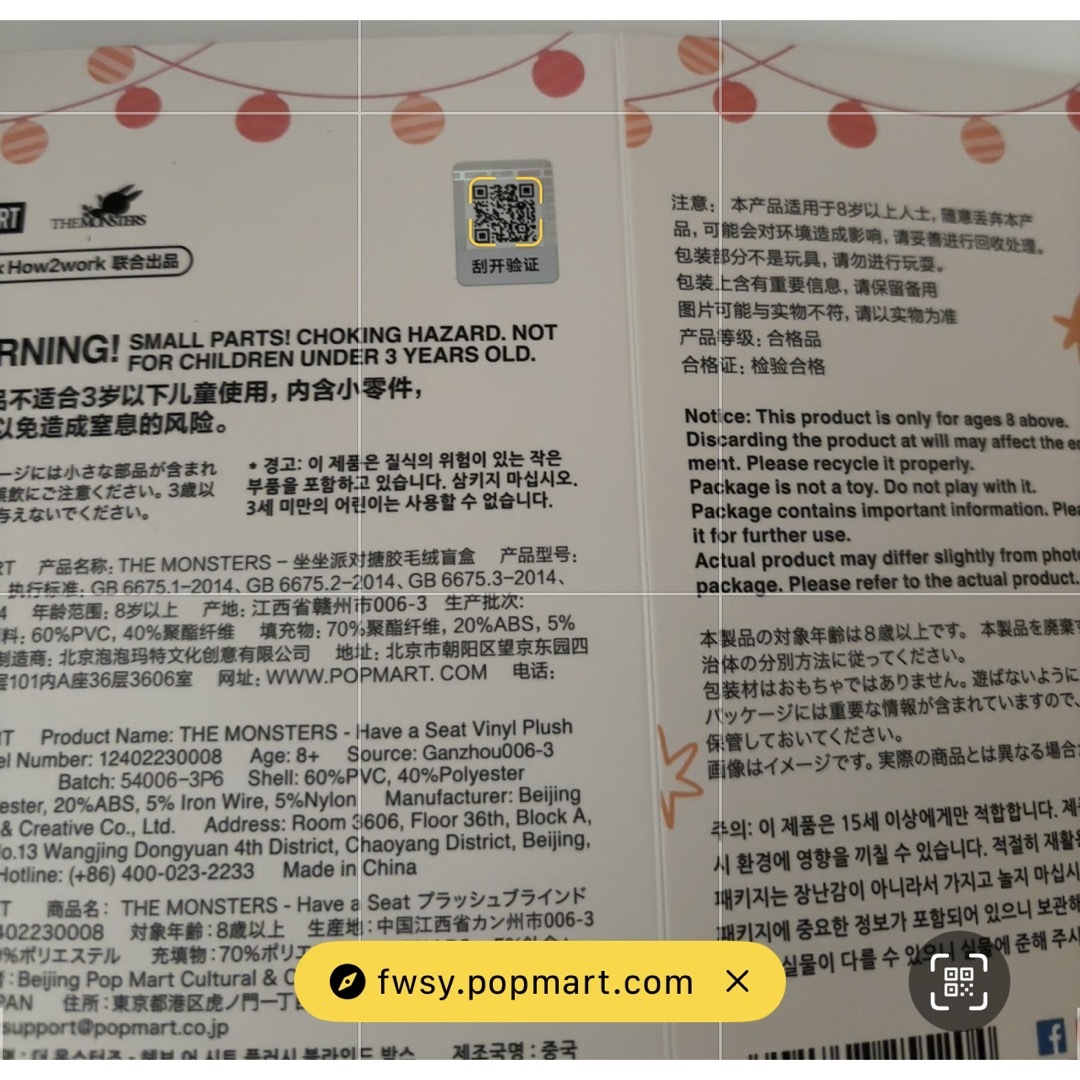 RT
THE MONSTERS
× How2work 联合出品
刮开验证
RNING! SMALL PARTS! CHOKING HAZARD. NOT
FOR CHILDREN UNDER 3 YEARS OLD.
品不适合3岁以下儿童使用，内含小零件，
以免造成窒息的风险。
ージには小さな部品が含まれ
誤飲にご注意ください。3歳以
与えないでください。
* 경고: 이 제품은 질식의 위험이 있는 작은
부품을 포함하고 있습니다. 삼키지 마십시오.
3세 미만의 어린이는 사용할 수 없습니다.
RT 产品名称: THE MONSTERS – 坐坐派对搪胶毛绒盲盒 产品型号:
执行标准: GB 6675.1–2014、GB 6675.2–2014、GB 6675.3–2014、
4 年龄范围: 8岁以上 产地: 江西省赣州市006-3 生产批次:
料: 60%PVC, 40%聚酯纤维 填充物: 70%聚酯纤维, 20%ABS, 5%
制造商: 北京泡泡玛特文化创意有限公司 地址: 北京市朝阳区望京东园四
层101内A座36层3606室 网址: WWW.POPMART. COM 电话:
RT Product Name: THE MONSTERS - Have a Seat Vinyl Plush
el Number: 12402230008 Age: 8+ Source: Ganzhou006-3
Batch: 54006-3P6 Shell: 60%PVC, 40%Polyester
ester, 20%ABS, 5% Iron Wire, 5%Nylon Manufacturer: Beijing
& Creative Co., Ltd. Address: Room 3606, Floor 36th, Block A,
No.13 Wangjing Dongyuan 4th District, Chaoyang District, Beijing,
Hotline: (+86) 400-023-2233 Made in China
RT 商品名: THE MONSTERS - Have a Seat プラッシュブラインド
402230008 対象年齢:8歳以上 生産地:中国江西省カン州市006-3
%ポリエステル 充填物:70%ポリエ
:Beijing Pop Mart Cultural & C
PAN 住所:東京都港区虎ノ門一丁目
support@popmart.co.jp
제조국명: 중국
注意: 本产品适用于8岁以上人士, 随意丢弃本产
品, 可能会对环境造成影响, 请妥善进行回收处理。
包装部分不是玩具, 请勿进行玩耍。
包装上含有重要信息, 请保留备用
图片可能与实物不符, 请以实物为准
产品等级: 合格品
合格证: 检验合格
Notice: This product is only for ages 8 above.
Discarding the product at will may affect the en
ment. Please recycle it properly.
Package is not a toy. Do not play with it.
Package contains important information. Plea
it for further use.
Actual product may differ slightly from photo
package. Please refer to the actual product.
本製品の対象年齢は8歳以上です。 本製品を廃棄す
治体の分別方法に従ってください。
包装材はおもちゃではありません。遊ばないように
パッケージには重要な情報が含まれていますので、
保管しておいてください。
画像はイメージです。実際の商品とは異なる場合
주의: 이 제품은 15세 이상에게만 적합합니다. 제
시 환경에 영향을 끼칠 수 있습니다. 적절히 재활용
패키지는 장난감이 아니라서 가지고 놀지 마십시
패키지에 중요한 정보가 포함되어 있으니 보관해
실물이 다를 수 있으니 실물에 준해 주시
fwsy.popmart.com